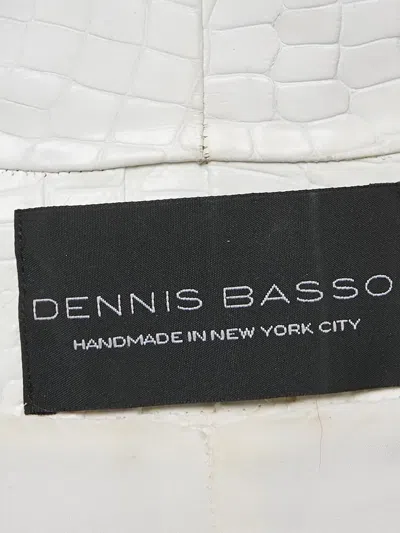 DENNIS BASSO
HANDMADE IN NEW YORK CITY